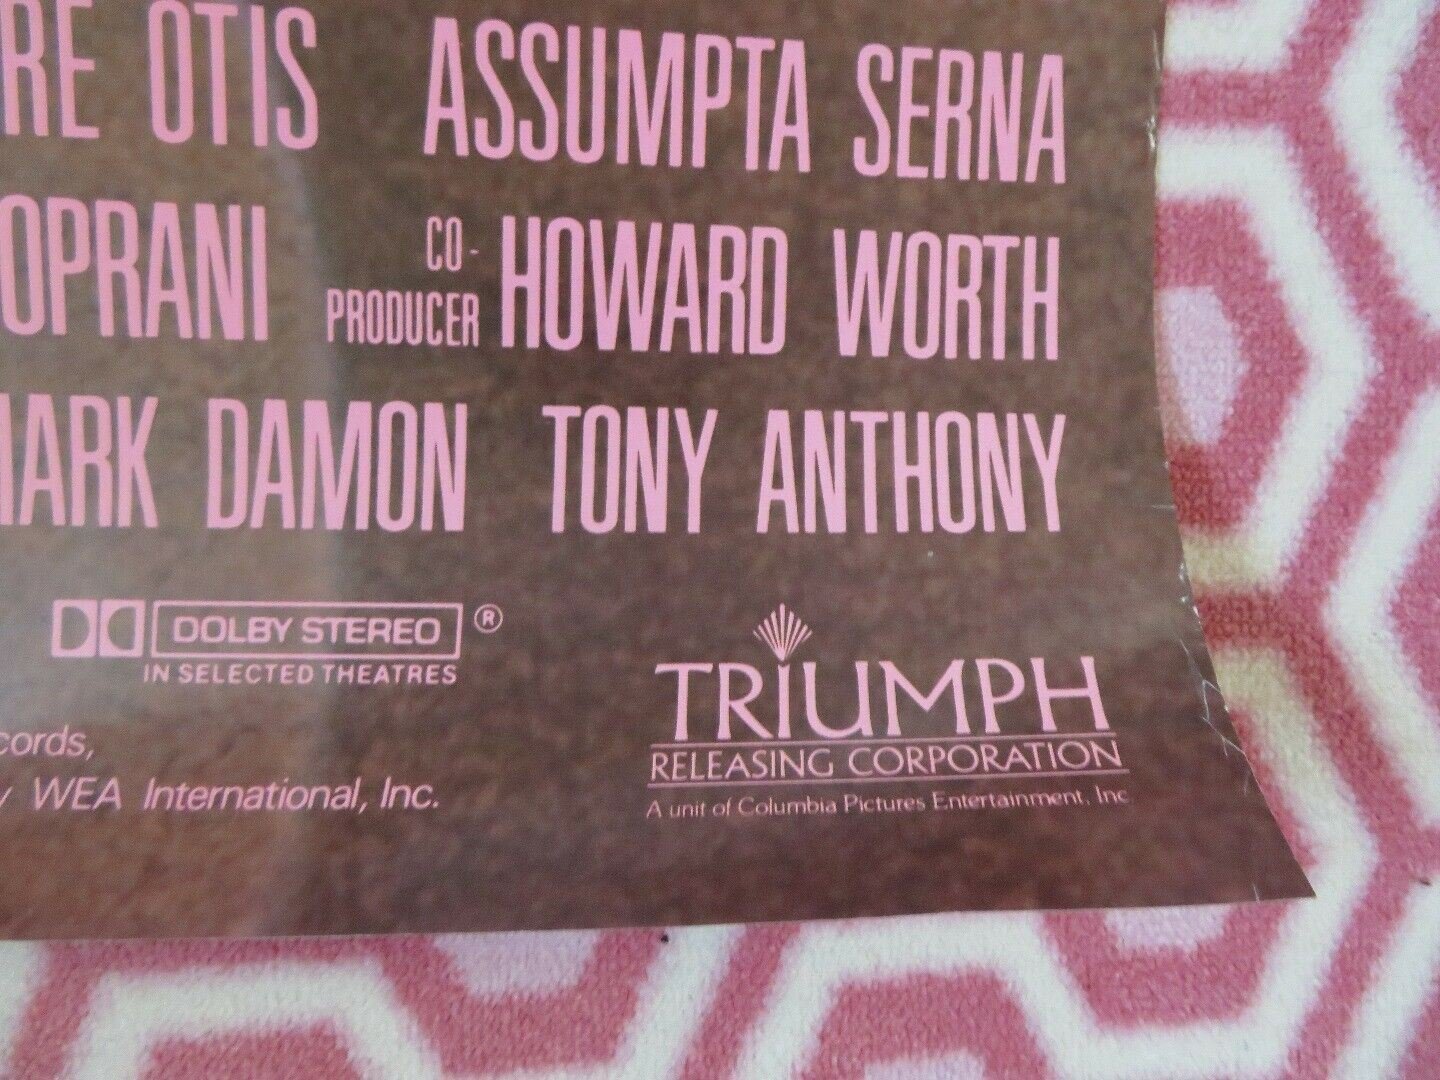 RE OTIS ASSUMPTA SERNA
OPRANI CO-PRODUCER HOWARD WORTH
MARK DAMON TONY ANTHONY
DOLBY STEREO ®
IN SELECTED THEATRES
TRIUMPH
RELEASING CORPORATION
A unit of Columbia Pictures Entertainment, Inc
cords,
y WEA International, Inc.